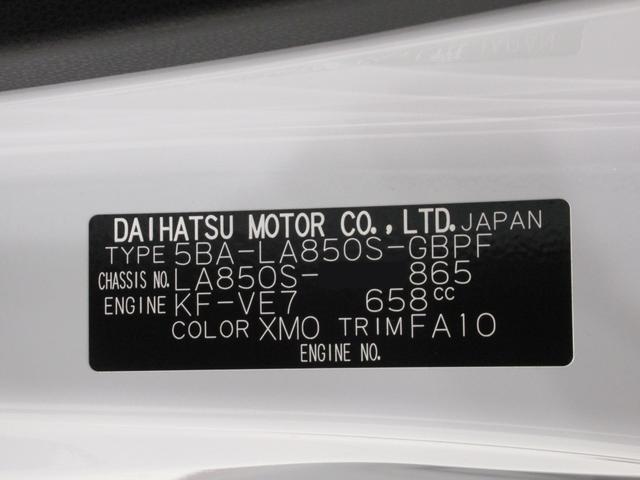 DAIHATSU MOTOR CO., LTD. JAPAN
TYPE 5BA-LA850S-GBPF
CHASSIS NO. LA850S- 865
ENGINE KF-VE7 658cc
COLOR XM0 TRIM FA10
ENGINE NO.